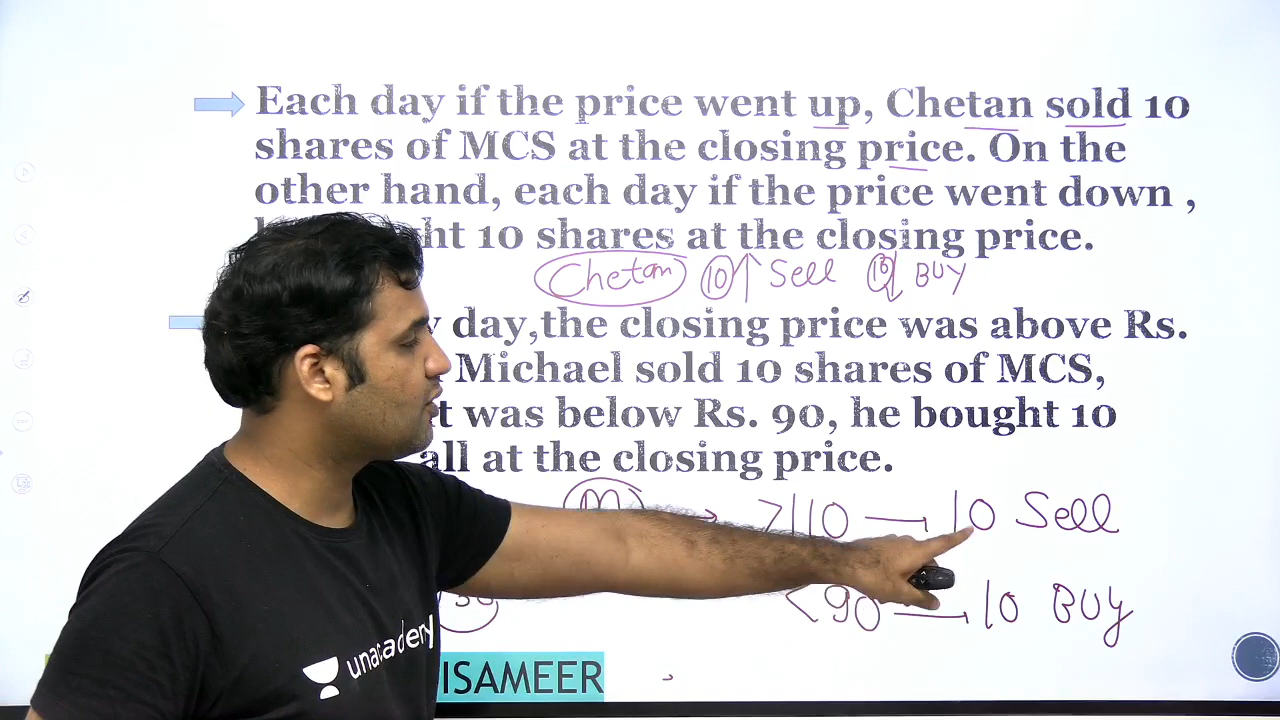 Each day if the price went up, Chetan sold 10
shares of MCS at the closing price. On the
other hand, each day if the price went down ,
10 shares at the closing price.
Chetan 10 Sell 10 BUY
day,the closing price was above Rs.
Michael sold 10 shares of MCS,
was below Rs. 90, he bought 10
all at the closing price.
M >110 10 Sell
<90 10 BUY
unacademy
ISAMEER